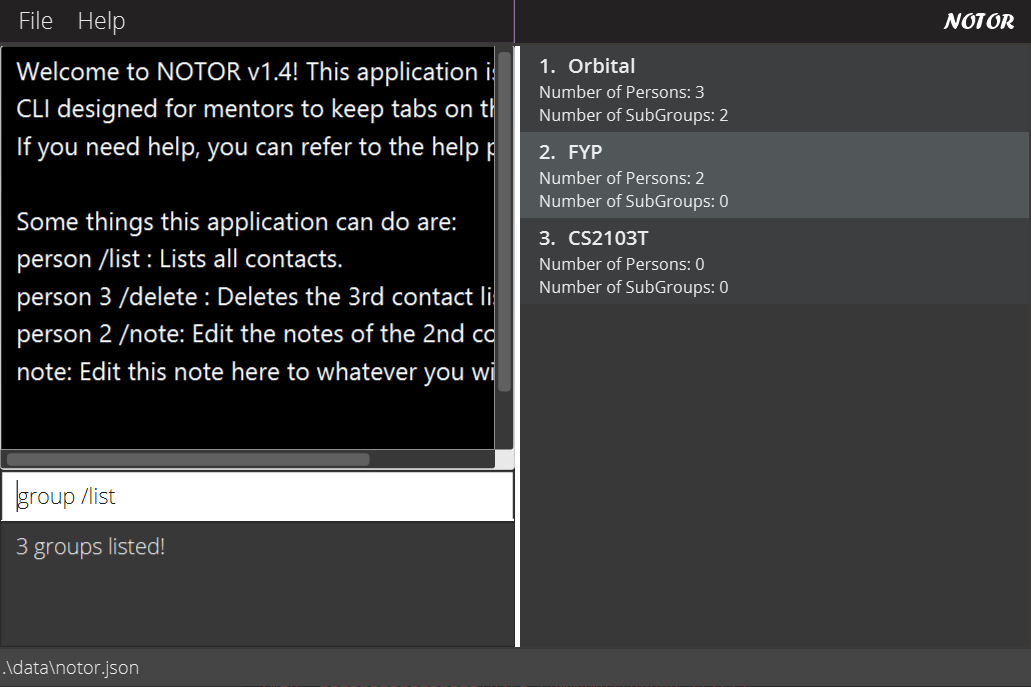 File Help
NOTOR
Welcome to NOTOR v1.4! This application is
CLI designed for mentors to keep tabs on th
If you need help, you can refer to the help p
Some things this application can do are:
person /list : Lists all contacts.
person 3 /delete : Deletes the 3rd contact li
person 2 /note: Edit the notes of the 2nd co
note: Edit this note here to whatever you wi
group /list
3 groups listed!
1. Orbital
Number of Persons: 3
Number of SubGroups: 2
2. FYP
Number of Persons: 2
Number of SubGroups: 0
3. CS2103T
Number of Persons: 0
Number of SubGroups: 0
.\data\notor.json